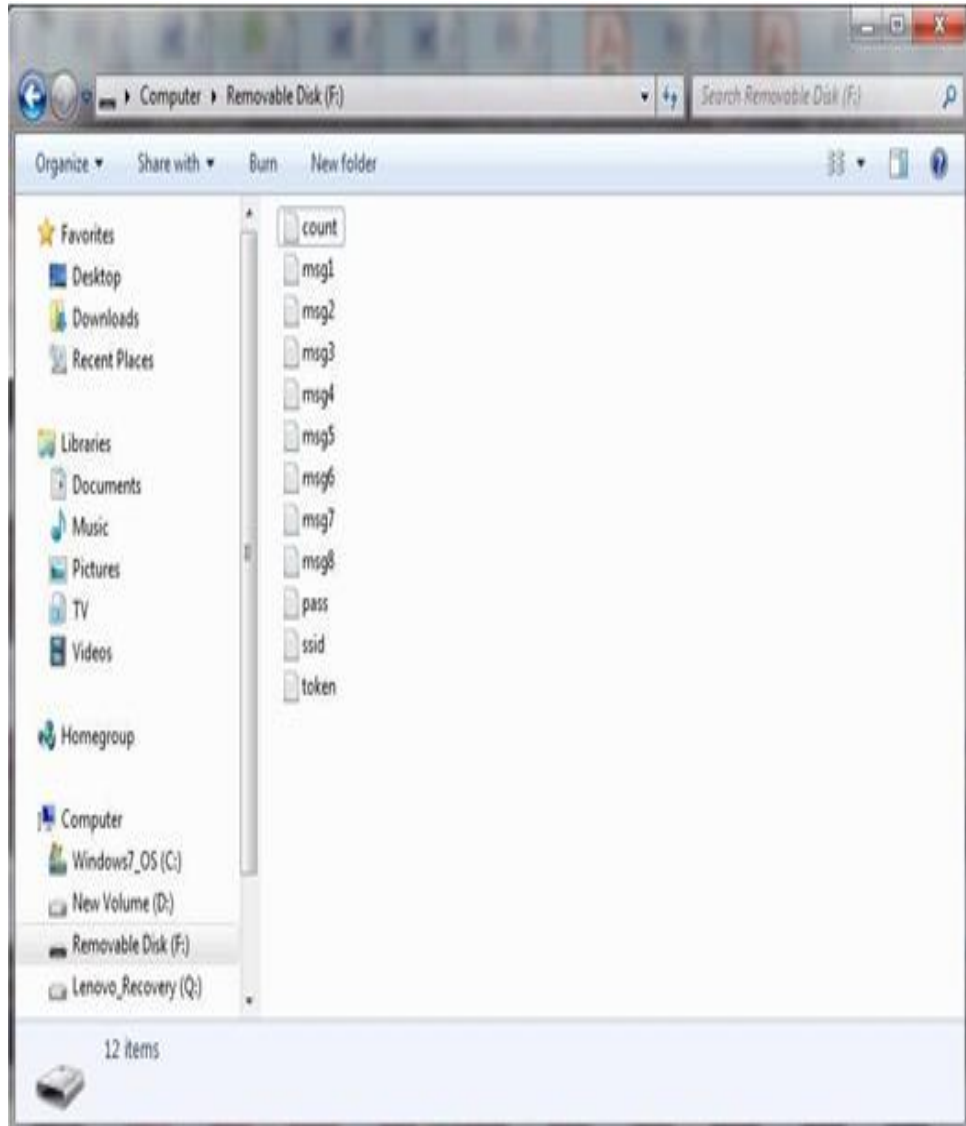 Computer Removable Disk (F:) Search Removable Disk (F:)
Organize Share with Burn New folder
Favorites
Desktop
Downloads
Recent Places
Libraries
Documents
Music
Pictures
TV
Videos
Homegroup
Computer
Windows7_OS (C:)
New Volume (D:)
Removable Disk (F:)
Lenovo_Recovery (Q:)
count
msg1
msg2
msg3
msg4
msg5
msg6
msg7
msg8
pass
ssid
token
12 items